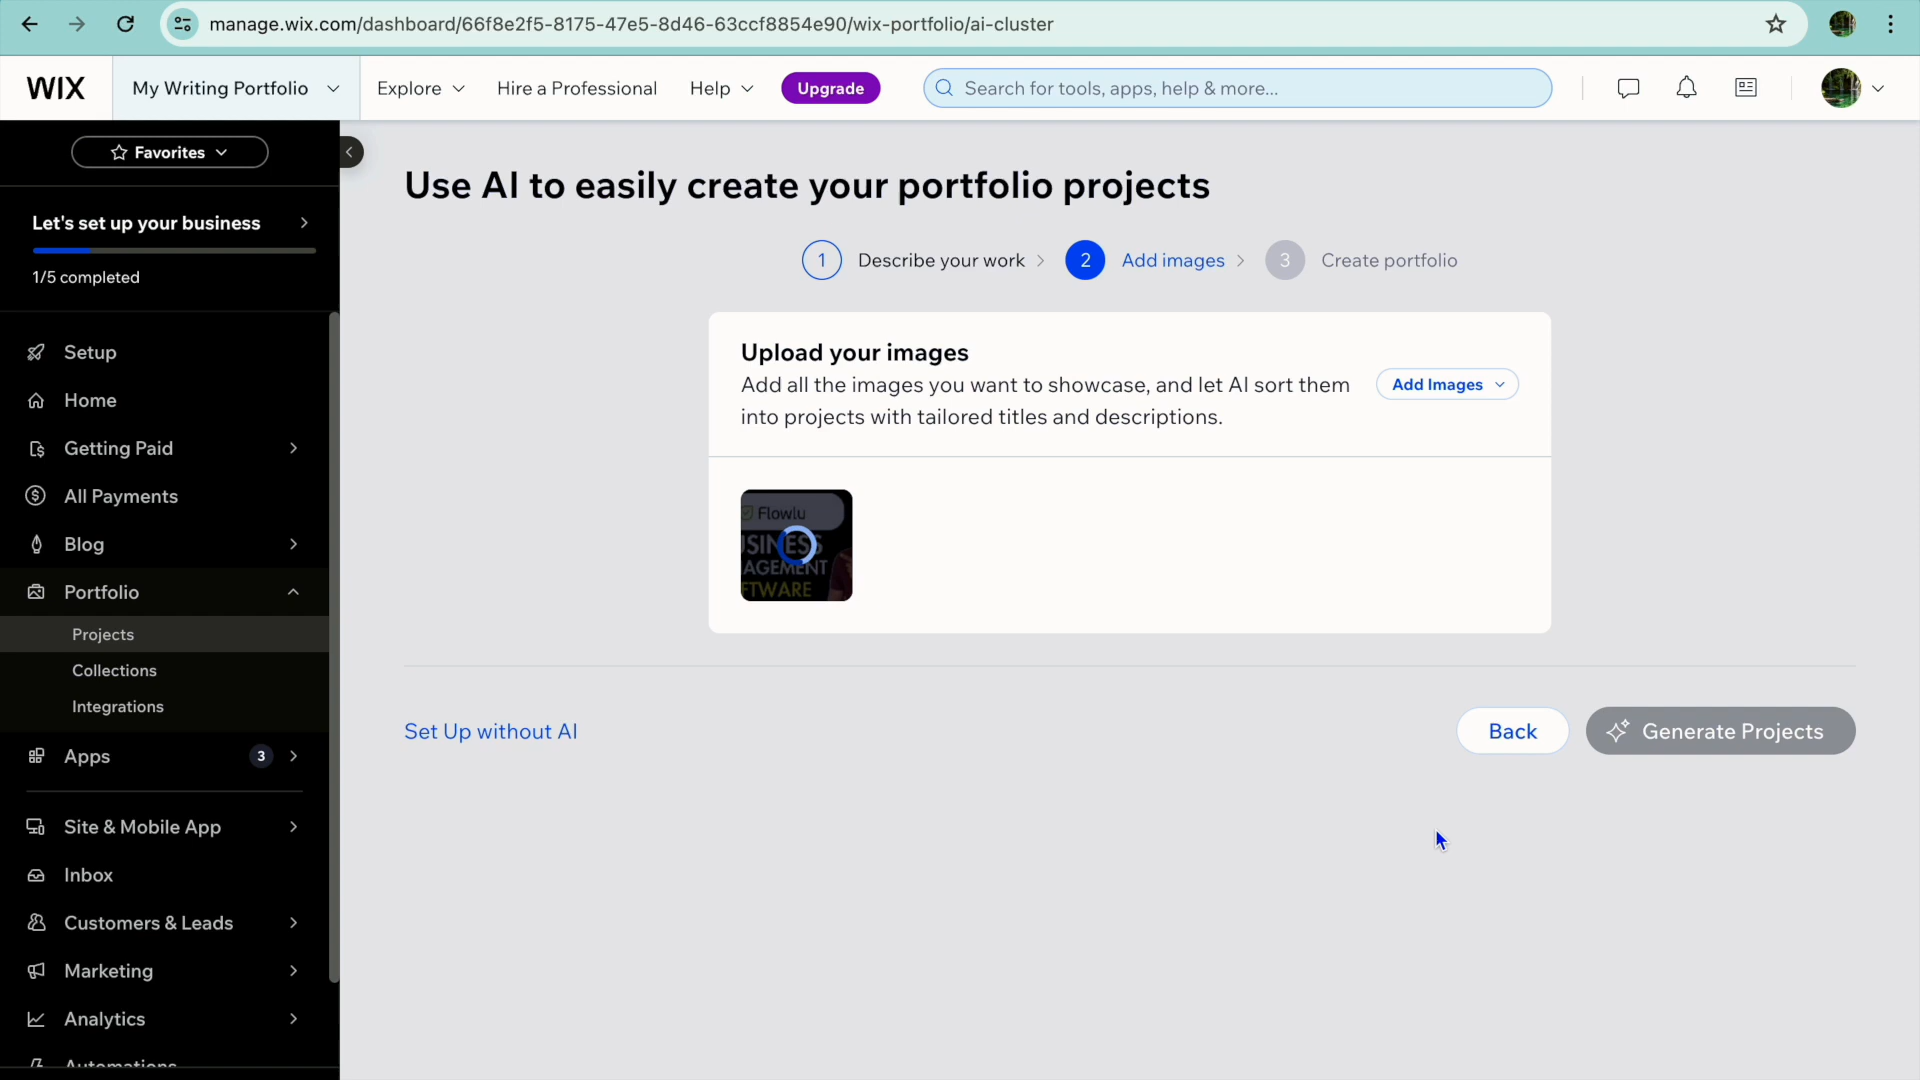 manage.wix.com/dashboard/66f8e2f5-8175-47e5-8d46-63ccf8854e90/wix-portfolio/ai-cluster
WIX
My Writing Portfolio
Explore
Hire a Professional
Help
Upgrade
Search for tools, apps, help & more...
Favorites
Let's set up your business
1/5 completed
Setup
Home
Getting Paid
All Payments
Blog
Portfolio
Projects
Collections
Integrations
Apps
3
Site & Mobile App
Inbox
Customers & Leads
Marketing
Analytics
Automations
Use AI to easily create your portfolio projects
1 Describe your work
2 Add images
3 Create portfolio
Upload your images
Add all the images you want to showcase, and let AI sort them
into projects with tailored titles and descriptions.
Add Images
Flowlu
USINESS
AGEMENT
FTWARE
Set Up without AI
Back
Generate Projects